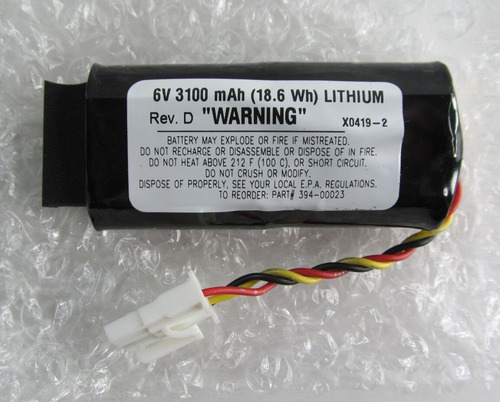 6V 3100 mAh (18.6 Wh) LITHIUM
Rev. D "WARNING" X0419-2
BATTERY MAY EXPLODE OR FIRE IF MISTREATED.
DO NOT RECHARGE OR DISASSEMBLE OR DISPOSE OF IN FIRE.
DO NOT HEAT ABOVE 212 F (100 C), OR SHORT CIRCUIT.
DO NOT CRUSH OR MODIFY.
DISPOSE OF PROPERLY, SEE YOUR LOCAL E.P.A. REGULATIONS.
TO REORDER: PART# 394-00023